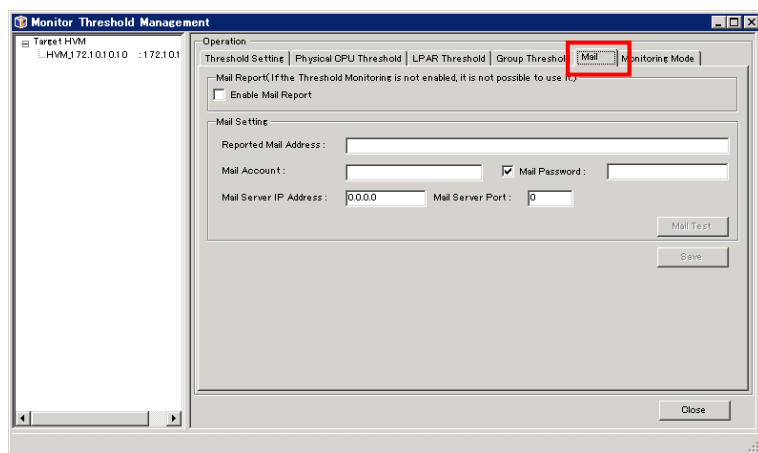 Monitor Threshold Management
Target HVM
HVM_172.10.10.10 :172.10.1
Operation
Threshold Setting Physical CPU Threshold LPAR Threshold Group Threshol Mail Monitoring Mode
Mail Report(If the Threshold Monitoring is not enabled, it is not possible to use it.)
Enable Mail Report
Mail Setting
Reported Mail Address :
Mail Account : Mail Password :
Mail Server IP Address : 0.0.0.0 Mail Server Port : 0
Mail Test
Save
Close